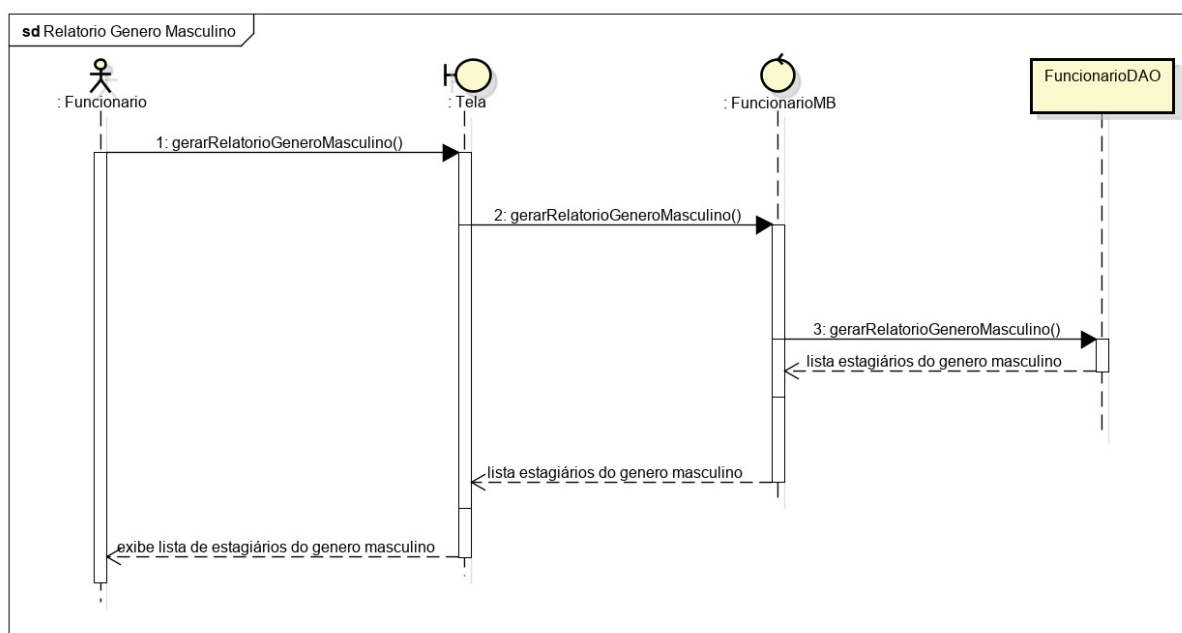 sd Relatorio Genero Masculino
: Funcionario
: Tela
: FuncionarioMB
FuncionarioDAO
1: gerarRelatorioGeneroMasculino()
2: gerarRelatorioGeneroMasculino()
3: gerarRelatorioGeneroMasculino()
lista estagiários do genero masculino
lista estagiários do genero masculino
exibe lista de estagiários do genero masculino